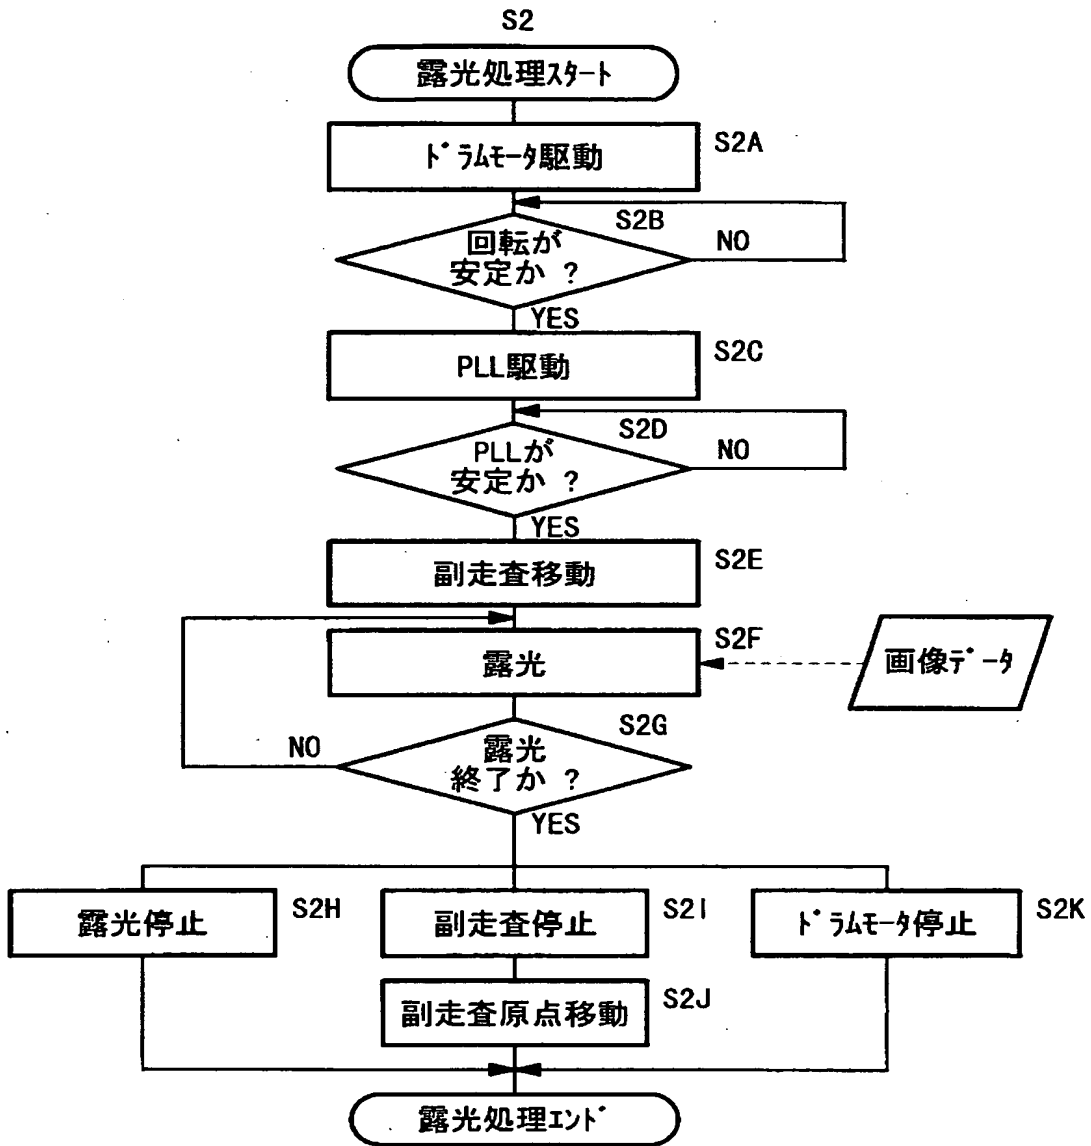 S2
露光処理スタート
ドラムモータ駆動
S2A
S2B
回転が
安定か ?
NO
YES
PLL駆動
S2C
S2D
PLLが
安定か ?
NO
YES
副走査移動
S2E
露光
S2F
画像データ
S2G
露光
終了か ?
NO
YES
露光停止
S2H
副走査停止
S2I
ドラムモータ停止
S2K
副走査原点移動
S2J
露光処理エンド